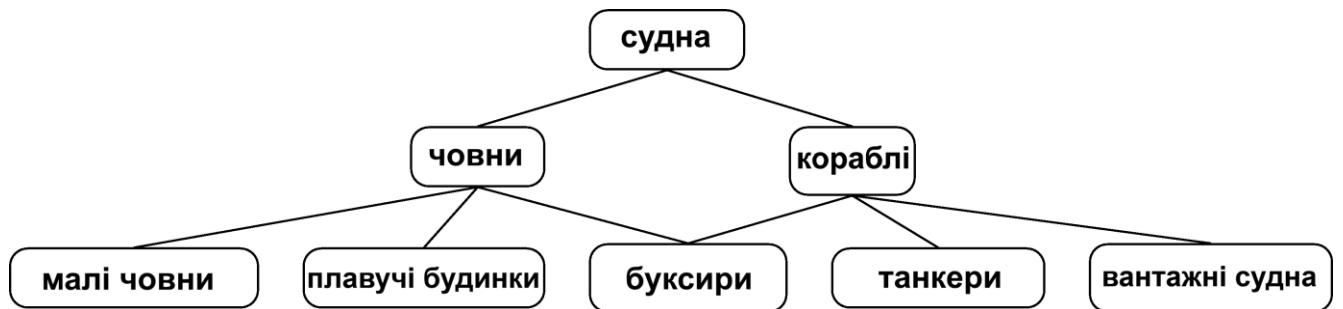 судна
човни
кораблі
малі човни
плавучі будинки
буксири
танкери
вантажні судна